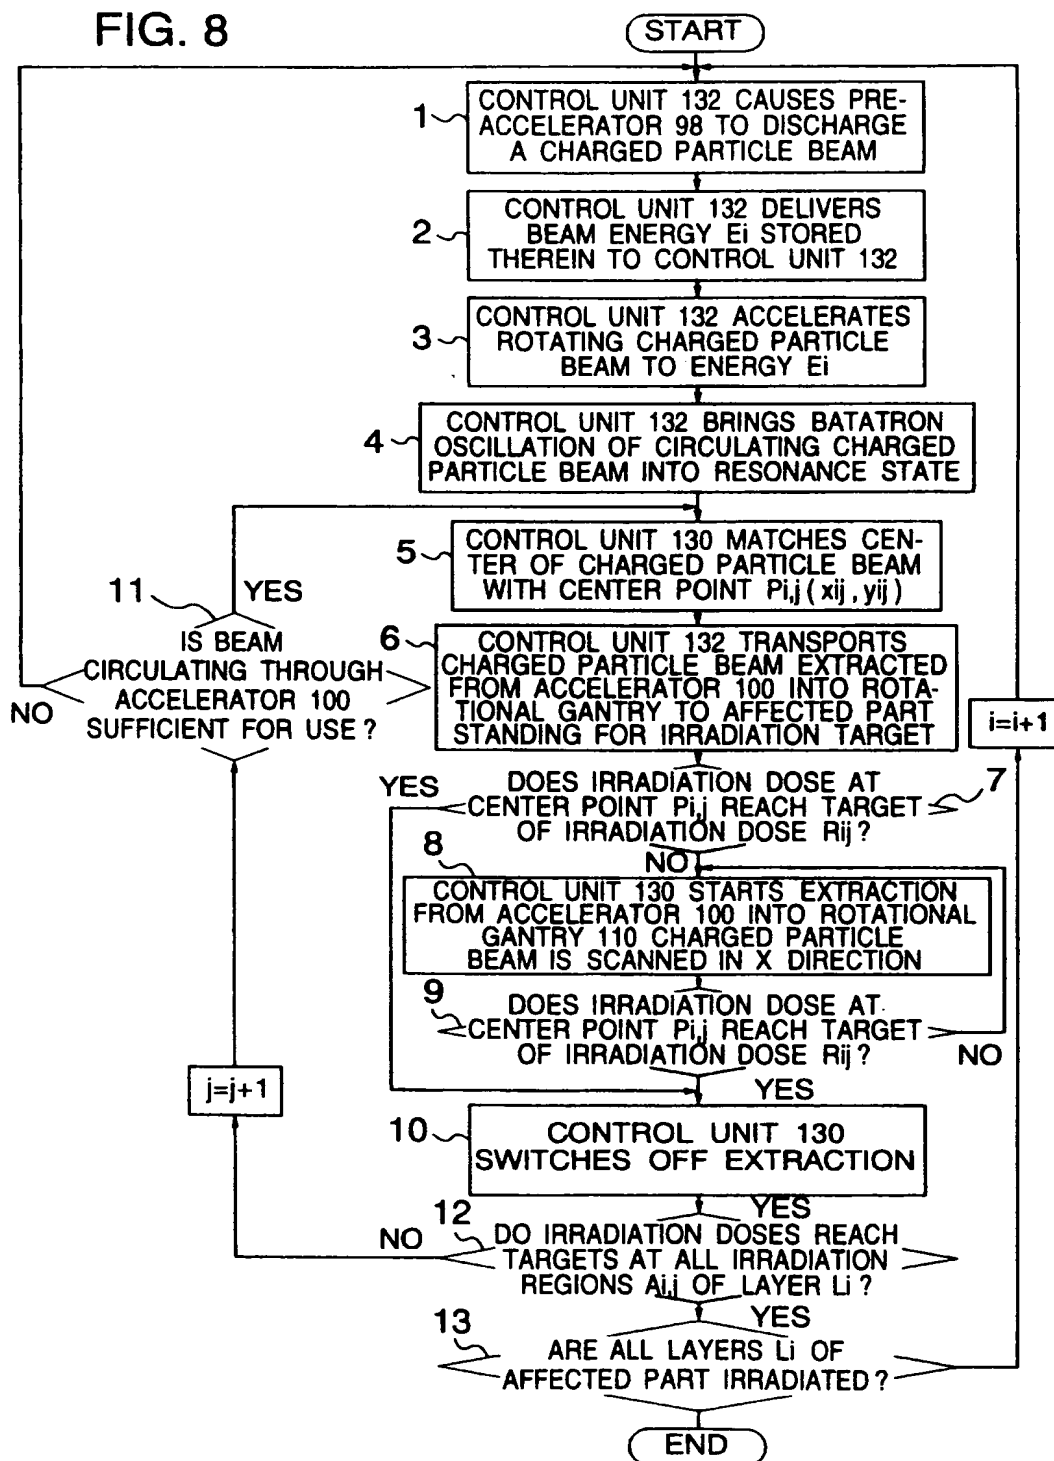 FIG. 8
START
1
CONTROL UNIT 132 CAUSES PRE-
ACCELERATOR 98 TO DISCHARGE
A CHARGED PARTICLE BEAM
2
CONTROL UNIT 132 DELIVERS
BEAM ENERGY Ei STORED
THEREIN TO CONTROL UNIT 132
3
CONTROL UNIT 132 ACCELERATES
ROTATING CHARGED PARTICLE
BEAM TO ENERGY Ei
4
CONTROL UNIT 132 BRINGS BATATRON
OSCILLATION OF CIRCULATING CHARGED
PARTICLE BEAM INTO RESONANCE STATE
5
CONTROL UNIT 130 MATCHES CEN-
TER OF CHARGED PARTICLE BEAM
WITH CENTER POINT Pi,j (xij, yij)
11
YES
IS BEAM
CIRCULATING THROUGH
ACCELERATOR 100
SUFFICIENT FOR USE?
NO
6
CONTROL UNIT 132 TRANSPORTS
CHARGED PARTICLE BEAM EXTRACTED
FROM ACCELERATOR 100 INTO ROTA-
TIONAL GANTRY TO AFFECTED PART
STANDING FOR IRRADIATION TARGET
i=i+1
YES
DOES IRRADIATION DOSE AT
CENTER POINT Pi,j REACH TARGET
OF IRRADIATION DOSE Rij?
7
NO
8
CONTROL UNIT 130 STARTS EXTRACTION
FROM ACCELERATOR 100 INTO ROTATIONAL
GANTRY 110 CHARGED PARTICLE
BEAM IS SCANNED IN X DIRECTION
9
DOES IRRADIATION DOSE AT
CENTER POINT Pi,j REACH TARGET
OF IRRADIATION DOSE Rij?
NO
YES
j=j+1
10
CONTROL UNIT 130
SWITCHES OFF EXTRACTION
YES
12
NO
DO IRRADIATION DOSES REACH
TARGETS AT ALL IRRADIATION
REGIONS Ai,j OF LAYER Li?
YES
13
ARE ALL LAYERS Li OF
AFFECTED PART IRRADIATED?
END